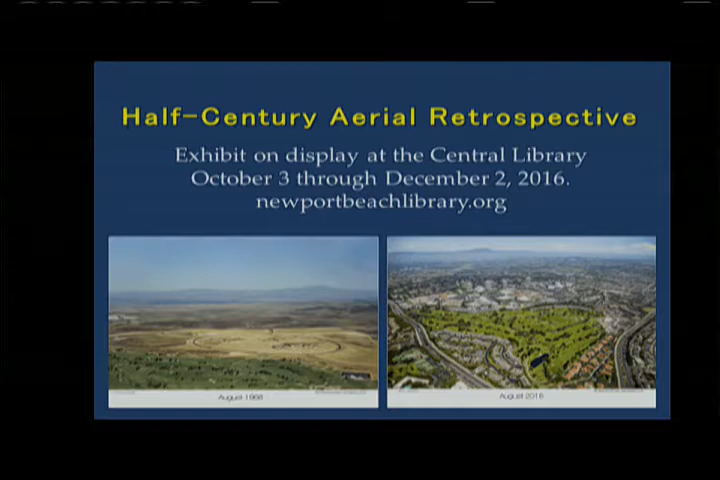 Half-Century Aerial Retrospective
Exhibit on display at the Central Library
October 3 through December 2, 2016.
newportbeachlibrary.org
August 1966
August 2016